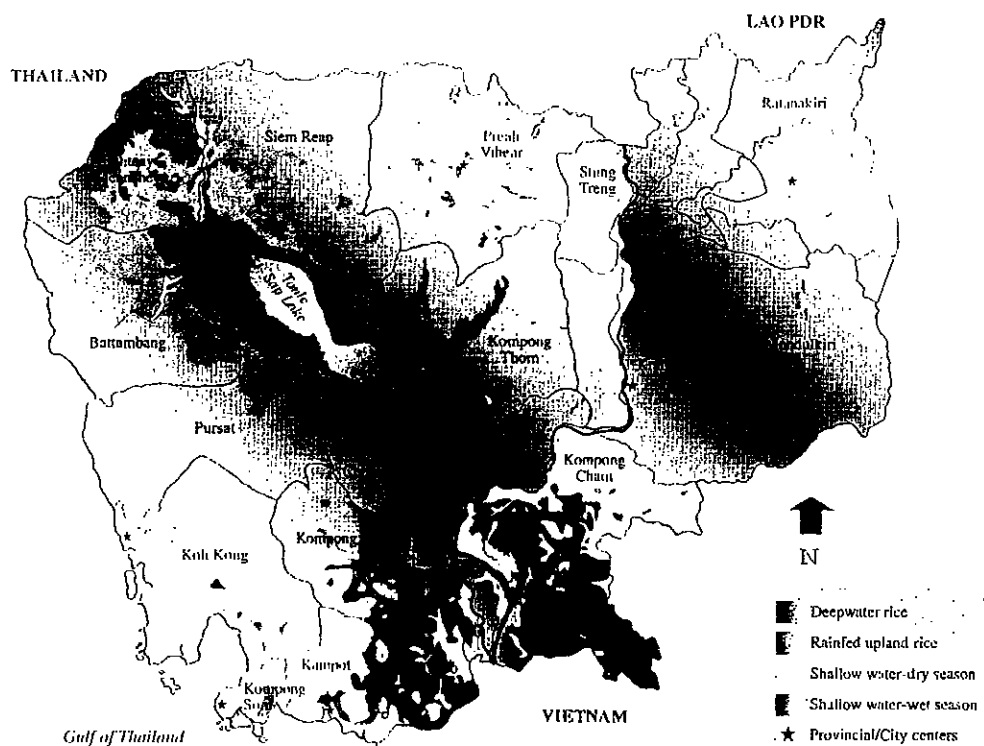 LAO PDR
THAILAND
Ratanakiri
Siem Reap
Preah
Vihear
Stung
Treng
Tonle
Sap Lake
Battambang
Kompong
Thom
Pursat
Kompong
Cham
Koh Kong
Kompong
N
Deepwater rice
Rainfed upland rice
Kampot
Shallow water-dry season
Kompong
Shallow water-wet season
VIETNAM
Provincial/City centers
Gulf of Thailand